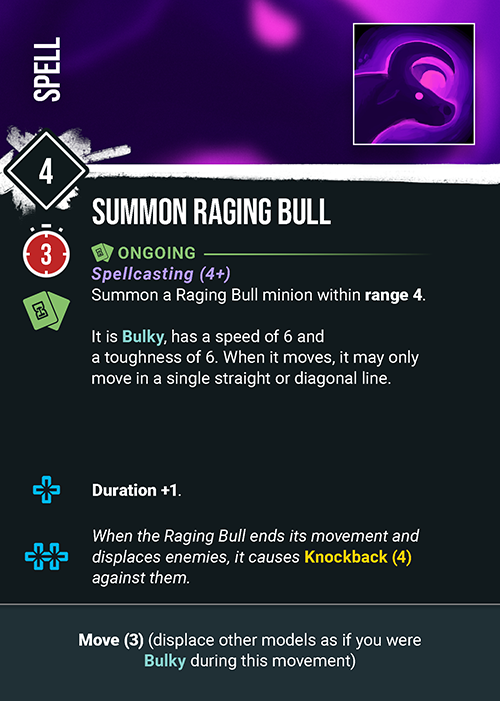 SPELL
4
SUMMON RAGING BULL
3
ONGOING
Spellcasting (4+)
Summon a Raging Bull minion within range 4.
It is Bulky, has a speed of 6 and
a toughness of 6. When it moves, it may only
move in a single straight or diagonal line.
Duration +1.
When the Raging Bull ends its movement and
displaces enemies, it causes Knockback (4)
against them.
Move (3) (displace other models as if you were
Bulky during this movement)